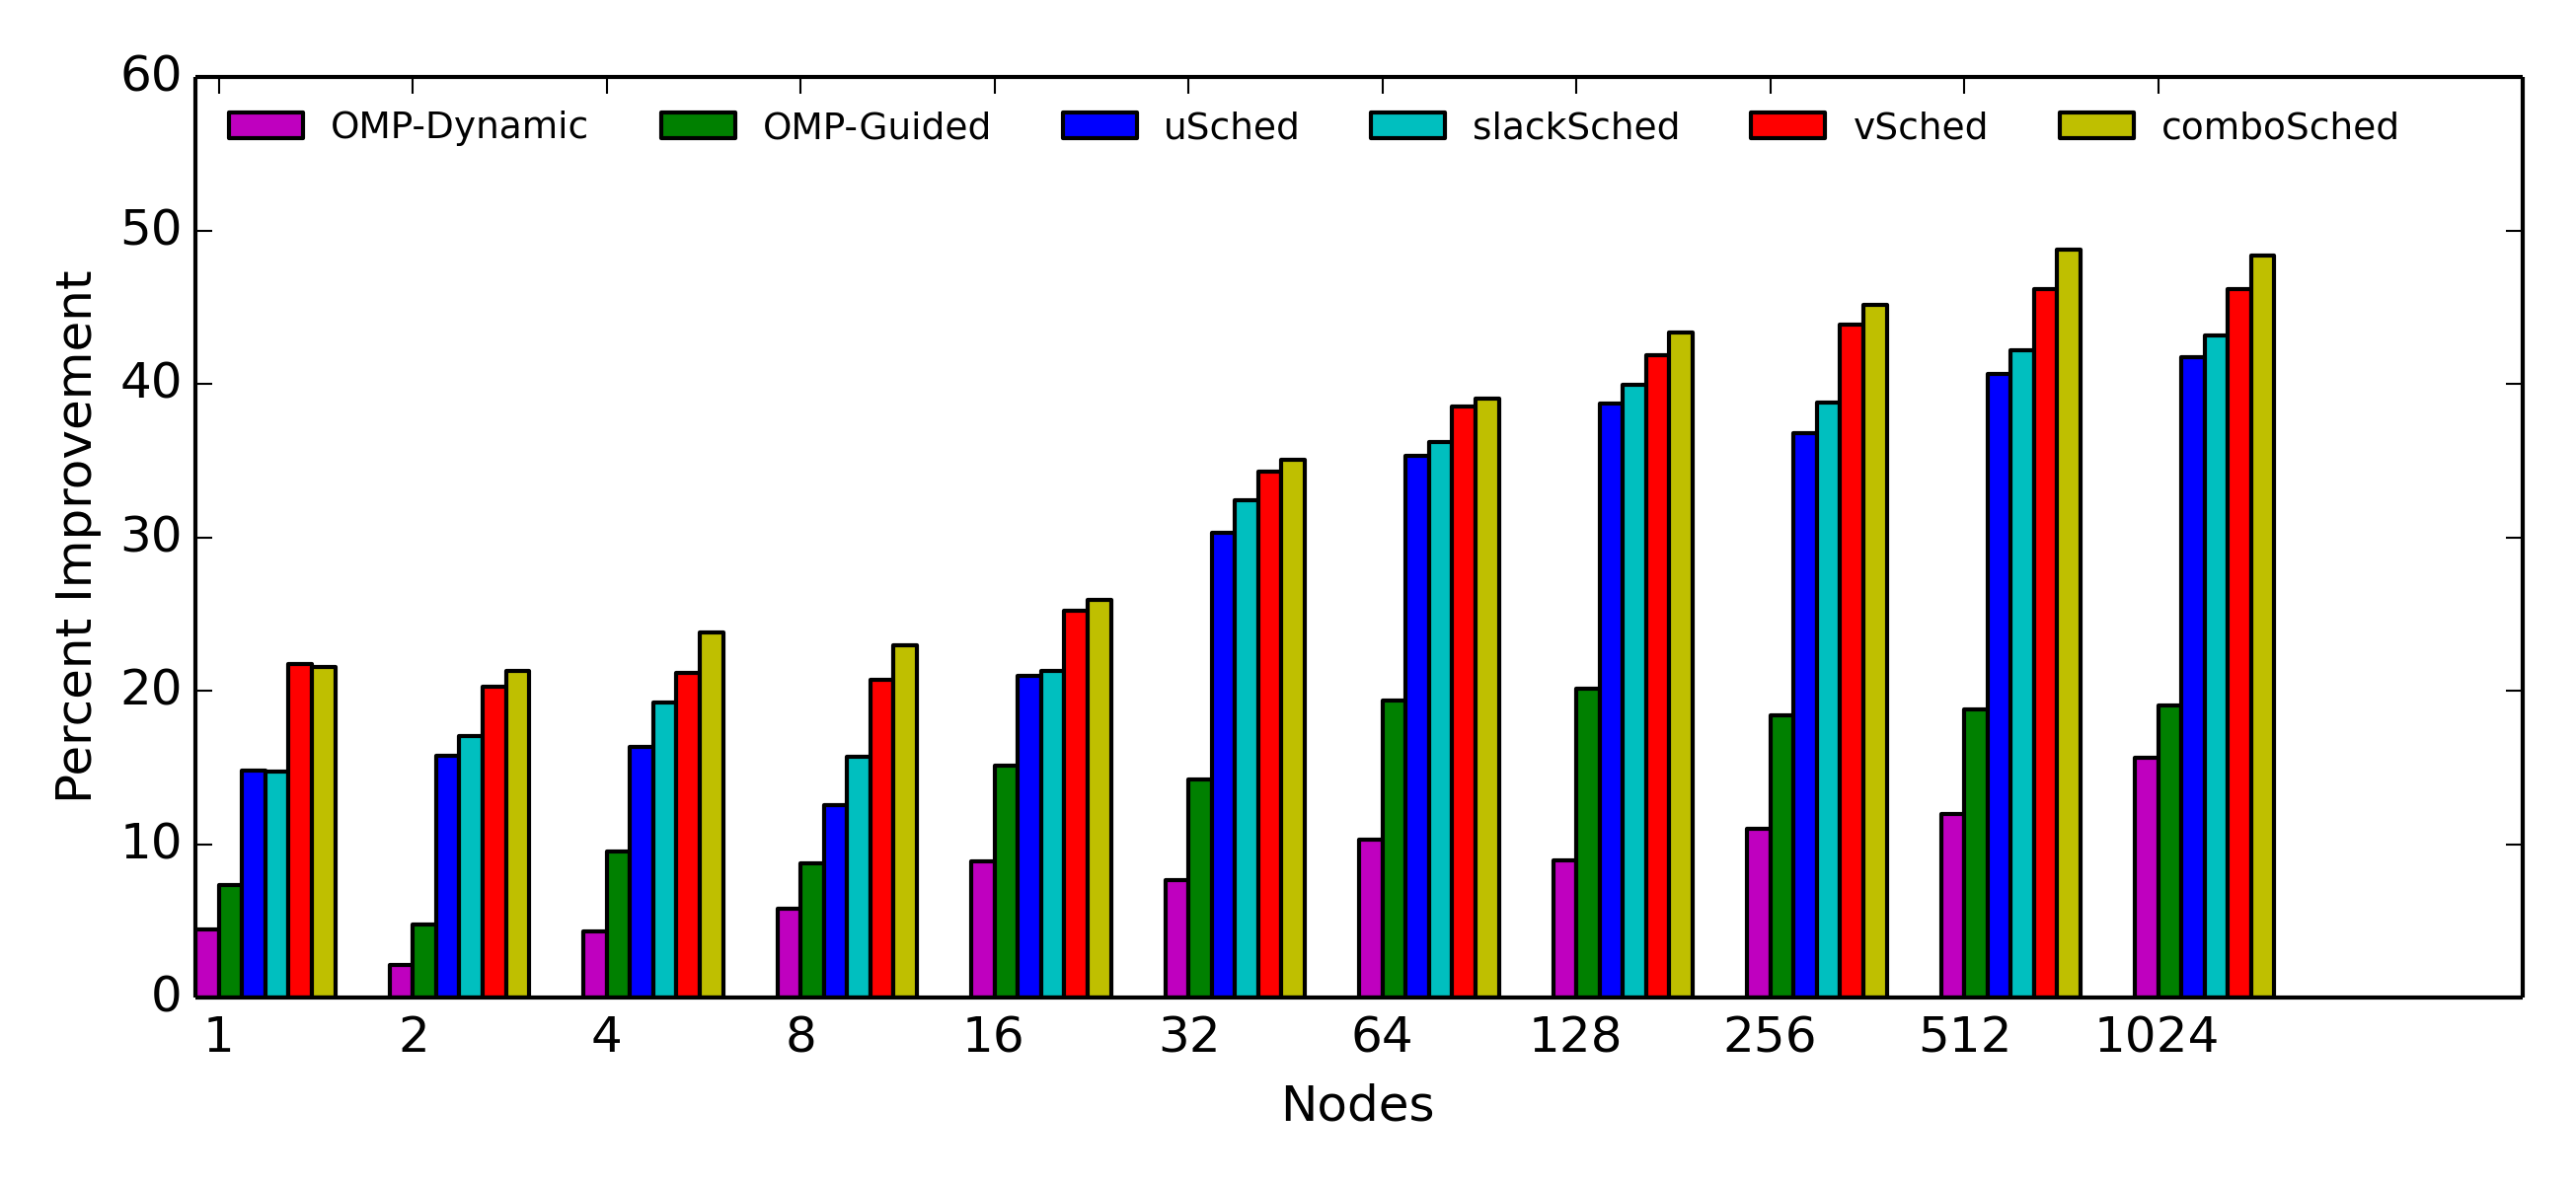 60
OMP-Dynamic OMP-Guided uSched slackSched vSched comboSched
50
40
30
20
10
0
Percent Improvement
1 2 4 8 16 32 64 128 256 512 1024
Nodes